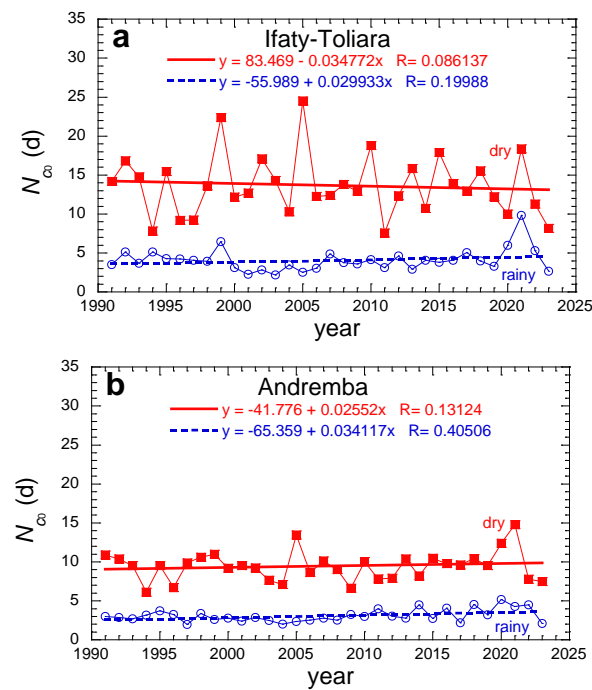 a Ifaty-Toliara
y = 83.469 - 0.034772x R= 0.086137
y = -55.989 + 0.029933x R= 0.19988
35
30
25
20
15
10
5
0
N_c0 (d)
dry
rainy
1990 1995 2000 2005 2010 2015 2020 2025
year
b Andremba
y = -41.776 + 0.02552x R= 0.13124
y = -65.359 + 0.034117x R= 0.40506
35
30
25
20
15
10
5
0
N_c0 (d)
dry
rainy
1990 1995 2000 2005 2010 2015 2020 2025
year